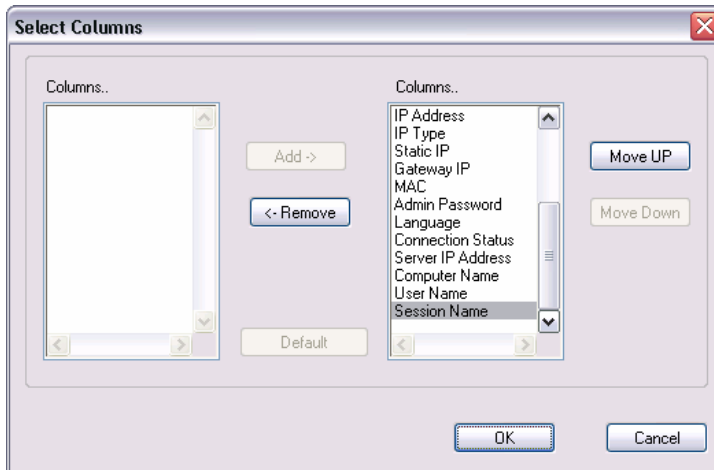 Select Columns
Columns..
Add ->
<- Remove
Default
Columns..
IP Address
IP Type
Static IP
Gateway IP
MAC
Admin Password
Language
Connection Status
Server IP Address
Computer Name
User Name
Session Name
Move UP
Move Down
OK
Cancel